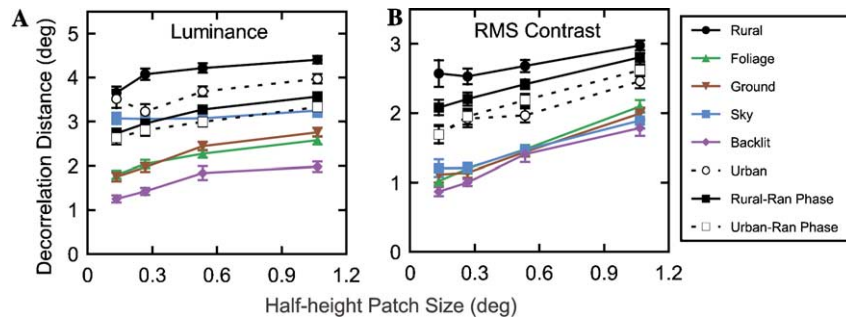 A
Luminance
Decorrelation Distance (deg)
5
4
3
2
1
0
0
0.3
0.6
0.9
1.2
B
RMS Contrast
3
2
1
0
0
0.3
0.6
0.9
1.2
Half-height Patch Size (deg)
Rural
Foliage
Ground
Sky
Backlit
Urban
Rural-Ran Phase
Urban-Ran Phase